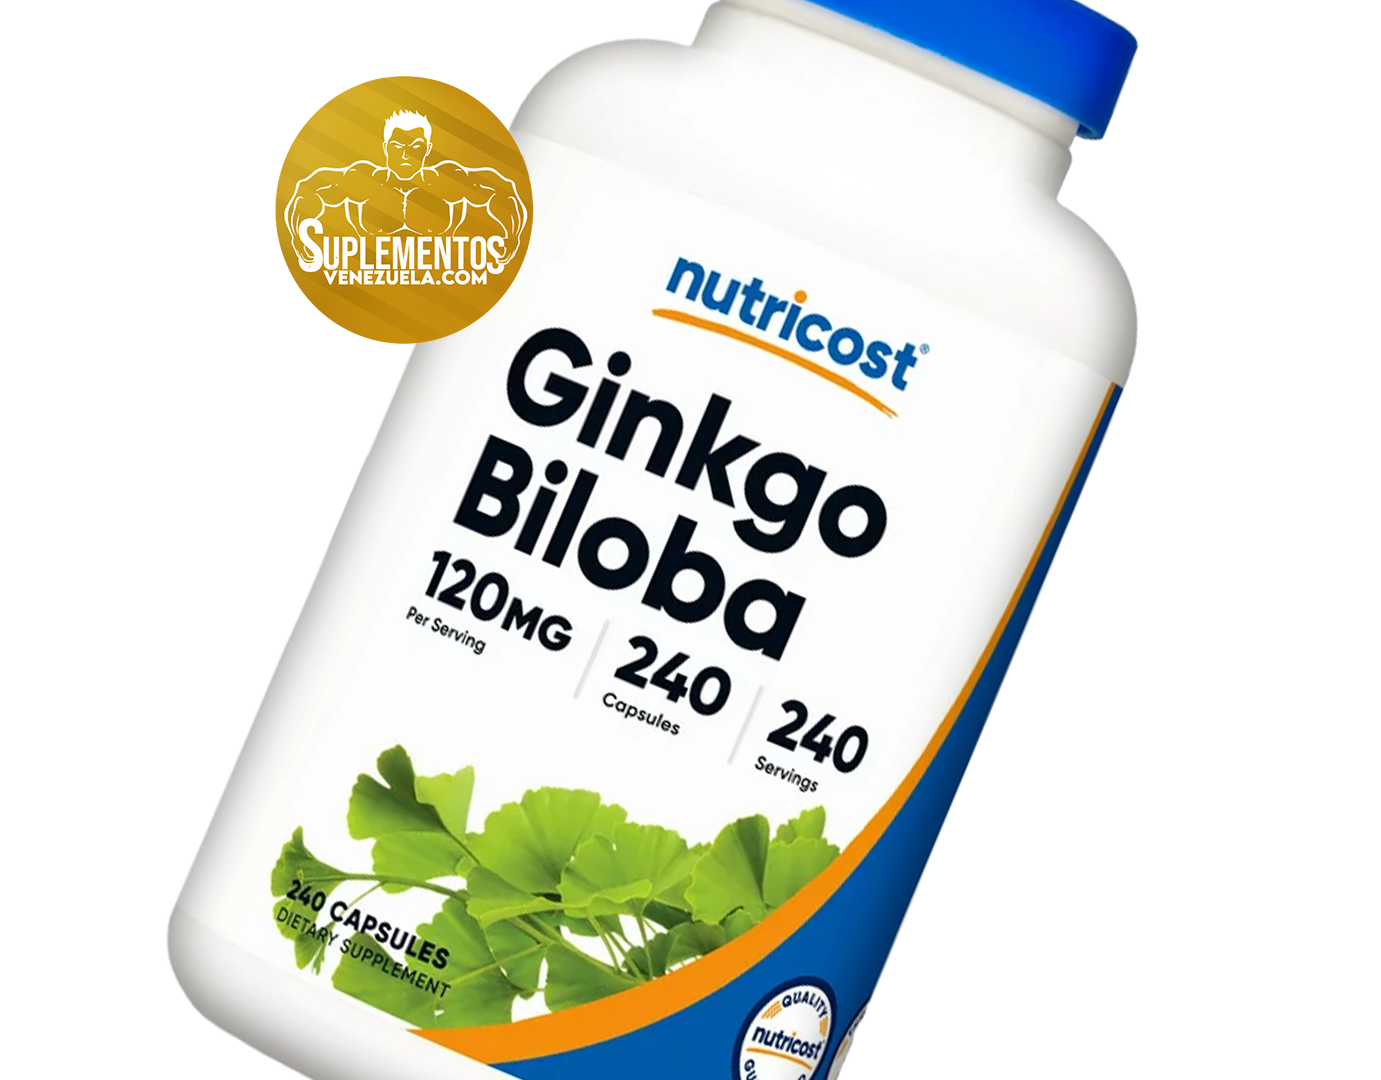 SUPLEMENTOS
VENEZUELA.COM
nutricost®
Ginkgo
Biloba
120MG
Per Serving
240
Capsules
240
Servings
240 CAPSULES
DIETARY SUPPLEMENT
QUALITY
nutricost